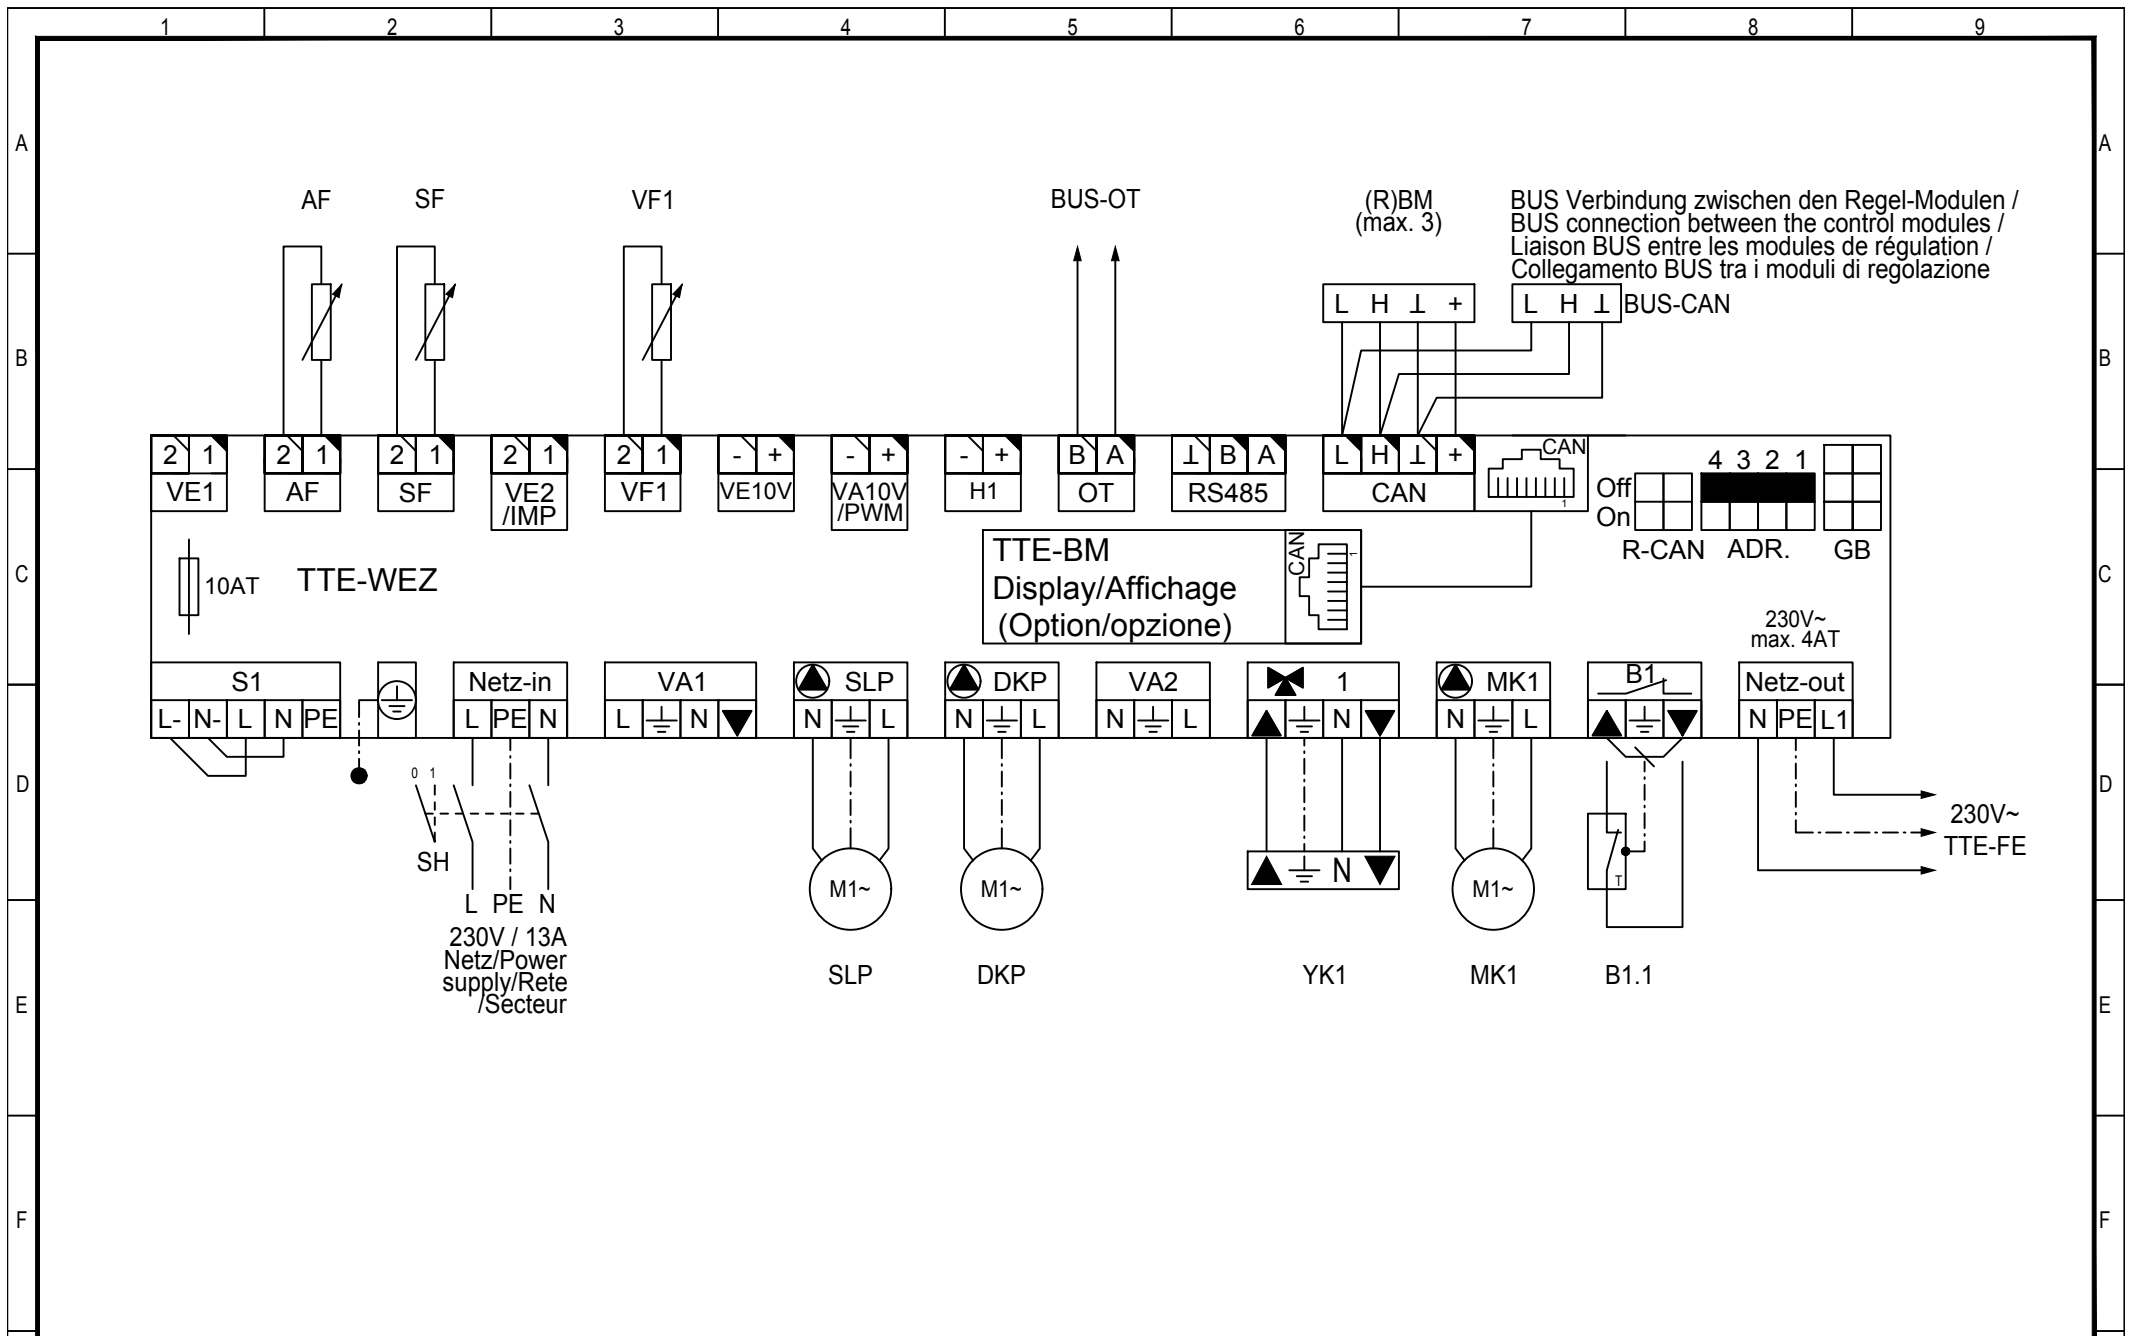 1 2 3 4 5 6 7 8 9
A A
AF SF VF1 BUS-OT (R)BM
(max. 3)
BUS Verbindung zwischen den Regel-Modulen /
BUS connection between the control modules /
Liaison BUS entre les modules de régulation /
Collegamento BUS tra i moduli di regolazione
L H ⊥ + L H ⊥ BUS-CAN
B B
2 1 2 1 2 1 2 1 2 1 - + - + - + B A ⊥ B A L H ⊥ + CAN 4 3 2 1
VE1 AF SF VE2 VF1 VE10V VA10V H1 OT RS485 CAN 1 Off
/IMP /PWM On
R-CAN ADR. GB
TTE-BM CAN 1
C 10AT TTE-WEZ Display/Affichage C
(Option/opzione)
230V~
max. 4AT
S1 Netz-in VA1 SLP DKP VA2 1 MK1 B1 Netz-out
L- N- L N PE L PE N L N N L N L N L N N L N PE L1
D 0 1 D
SH
M1~ M1~ N M1~ T
230V~
TTE-FE
L PE N
230V / 13A
Netz/Power
supply/Rete
/Secteur
SLP DKP YK1 MK1 B1.1
E E
F F